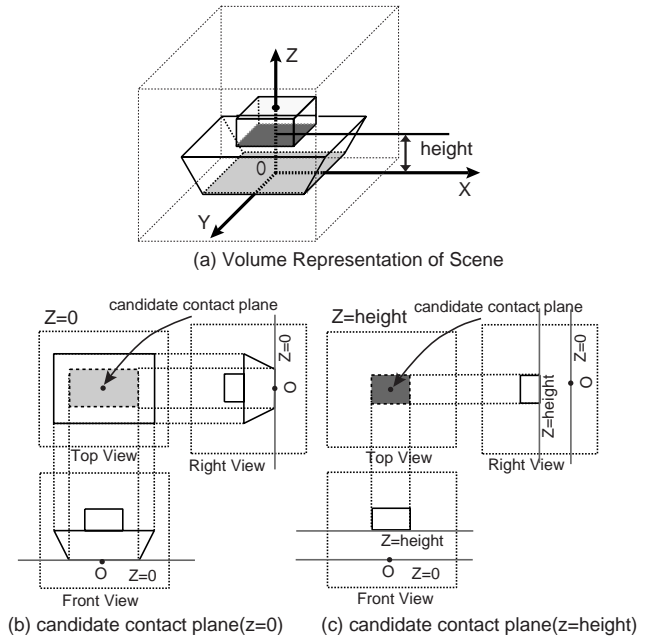 Z
0
height
X
Y
(a) Volume Representation of Scene
candidate contact plane
Z=0
Z=0
O
Top View
Right View
O
Z=0
Front View
(b) candidate contact plane(z=0)
candidate contact plane
Z=height
Z=0
O
Z=height
Top View
Right View
Z=height
O
Z=0
Front View
(c) candidate contact plane(z=height)